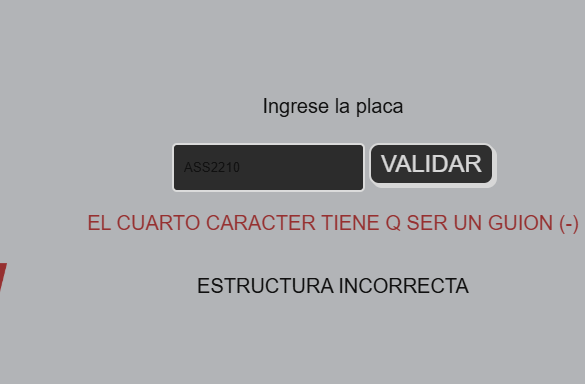 Ingrese la placa
ASS2210 VALIDAR
EL CUARTO CARACTER TIENE Q SER UN GUION (-)
ESTRUCTURA INCORRECTA